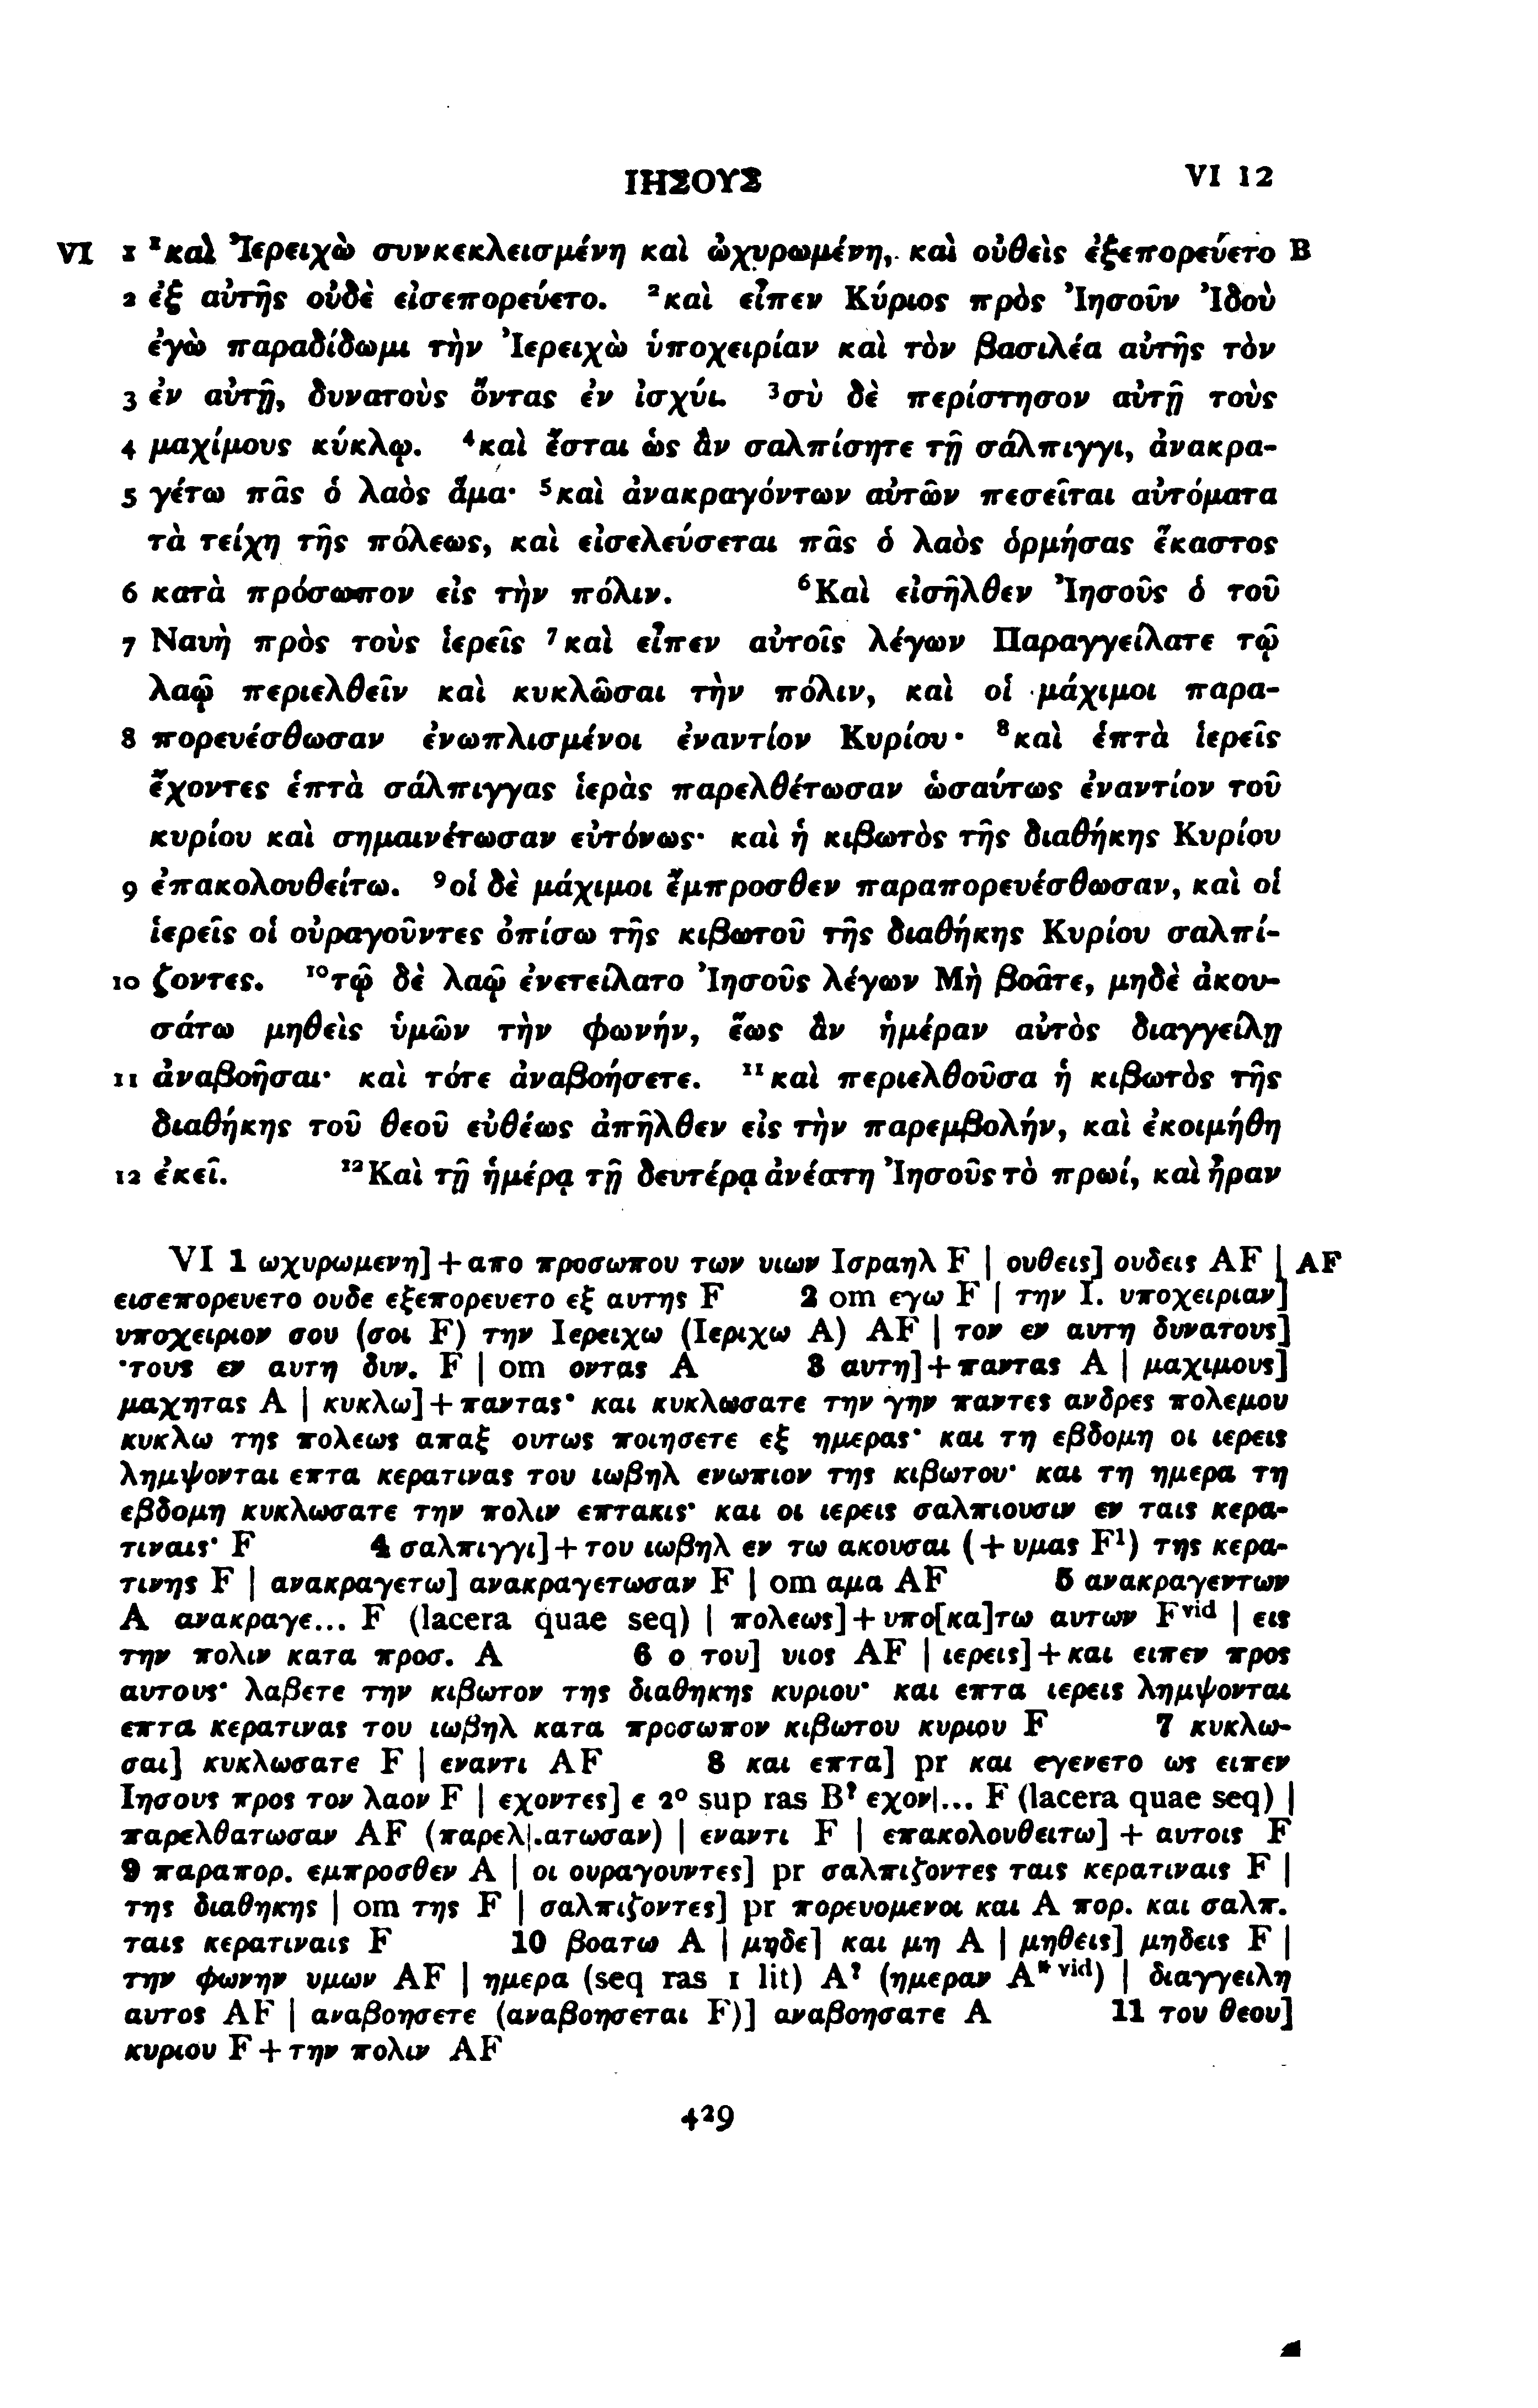 ΙΗΣΟΥΣ VI 12
VI 1 ¹καὶ Ἰερειχὼ συνκεκλεισμένη καὶ ὠχυρωμένη, καὶ οὐθεὶς ἐξεπορεύετο B
2 ἐξ αὐτῆς οὐδὲ εἰσεπορεύετο. ²καὶ εἶπεν Κύριος πρὸς Ἰησοῦν Ἰδοὺ
ἐγὼ παραδίδωμι τὴν Ἰερειχὼ ὑποχειρίαν καὶ τὸν βασιλέα αὐτῆς τὸν
3 ἐν αὐτῇ, δυνατοὺς ὄντας ἐν ἰσχύι. ³σὺ δὲ περίστησον αὐτῇ τοὺς
4 μαχίμους κύκλῳ. ⁴καὶ ἔσται ὡς ἂν σαλπίσητε τῇ σάλπιγγι, ἀνακρα-
5 γέτω πᾶς ὁ λαὸς ἅμα· ⁵καὶ ἀνακραγόντων αὐτῶν πεσεῖται αὐτόματα
τὰ τείχη τῆς πόλεως, καὶ εἰσελεύσεται πᾶς ὁ λαὸς ὁρμήσας ἕκαστος
6 κατὰ πρόσωπον εἰς τὴν πόλιν. ⁶Καὶ εἰσῆλθεν Ἰησοῦς ὁ τοῦ
7 Ναυὴ πρὸς τοὺς ἱερεῖς ⁷καὶ εἶπεν αὐτοῖς λέγων Παραγγείλατε τῷ
λαῷ περιελθεῖν καὶ κυκλῶσαι τὴν πόλιν, καὶ οἱ μάχιμοι παρα-
8 πορευέσθωσαν ἐνωπλισμένοι ἐναντίον Κυρίου· ⁸καὶ ἑπτὰ ἱερεῖς
ἔχοντες ἑπτὰ σάλπιγγας ἱερὰς παρελθέτωσαν ὡσαύτως ἐναντίον τοῦ
κυρίου καὶ σημαινέτωσαν εὐτόνως· καὶ ἡ κιβωτὸς τῆς διαθήκης Κυρίου
9 ἐπακολουθείτω. ⁹οἱ δὲ μάχιμοι ἔμπροσθεν παραπορευέσθωσαν, καὶ οἱ
ἱερεῖς οἱ οὐραγοῦντες ὀπίσω τῆς κιβωτοῦ τῆς διαθήκης Κυρίου σαλπί-
10 ζοντες. ¹⁰τῷ δὲ λαῷ ἐνετείλατο Ἰησοῦς λέγων Μὴ βοᾶτε, μηδὲ ἀκου-
σάτω μηθεὶς ὑμῶν τὴν φωνήν, ἕως ἂν ἡμέραν αὐτὸς διαγγείλῃ
11 ἀναβοῆσαι· καὶ τότε ἀναβοήσετε. ¹¹καὶ περιελθοῦσα ἡ κιβωτὸς τῆς
διαθήκης τοῦ θεοῦ εὐθέως ἀπῆλθεν εἰς τὴν παρεμβολήν, καὶ ἐκοιμήθη
12 ἐκεῖ. ¹²Καὶ τῇ ἡμέρᾳ τῇ δευτέρᾳ ἀνέστη Ἰησοῦς τὸ πρωί, καὶ ἦραν
VI 1 ωχυρωμενη]+απο προσωπου των υιων Ισραηλ F | ουθεις] ουδεις AF | AF
εισεπορευετο ουδε εξεπορευετο εξ αυτης F 2 om εγω F | την Ι. υποχειριαν]
υποχειριον σου (σοι F) την Ιερειχω (Ιεριχω A) AF | τον εν αυτη δυνατους]
τους εν αυτη δυν. F | om οντας A 3 αυτη]+παντας A | μαχιμους]
μαχητας A | κυκλω]+παντας· και κυκλωσατε την γην παντες ανδρες πολεμου
κυκλω της πολεως απαξ ουτως ποιησετε εξ ημερας· και τη εβδομη οι ιερεις
λημψονται επτα κερατινας του ιωβηλ ενωπιον της κιβωτου· και τη ημερα τη
εβδομη κυκλωσατε την πολιν επτακις· και οι ιερεις σαλπιουσιν εν ταις κερα-
τιναις· F 4 σαλπιγγι]+του ιωβηλ εν τω ακουσαι (+υμας F¹) της κερα-
τινης F | ανακραγετω] ανακραγετωσαν F | om αμα AF 5 ανακραγεντων
A ανακραγε... F (lacera quae seq) | πολεως]+υπο[κα]τω αυτων Fᵛⁱᵈ | εις
την πολιν κατα προσ. A 6 ο του] υιος AF | ιερεις]+και ειπεν προς
αυτους· λαβετε την κιβωτον της διαθηκης κυριου· και επτα ιερεις λημψονται
επτα κερατινας του ιωβηλ κατα προσωπον κιβωτου κυριου F 7 κυκλω-
σαι] κυκλωσατε F | εναντι AF 8 και επτα] pr και εγενετο ως ειπεν
Ιησους προς τον λαον F | εχοντες] ε 2° sup ras B? εχον|... F (lacera quae seq) |
παρελθατωσαν AF (παρελ|.ατωσαν) | εναντι F | επακολουθειτω] + αυτοις F
9 παραπορ. εμπροσθεν A | οι ουραγουντες] pr σαλπιζοντες ταις κερατιναις F |
της διαθηκης | om της F | σαλπιζοντες] pr πορευομενοι και A πορ. και σαλπ.
ταις κερατιναις F 10 βοατω A | μηδε] και μη A | μηθεις] μηδεις F |
την φωνην υμων AF | ημερα (seq ras 1 lit) A? (ημεραν A*ᵛⁱᵈ) | διαγγειλη
αυτος AF | αναβοησετε (αναβοησεται F)] αναβοησατε A 11 του θεου]
κυριου F+την πολιν AF
429